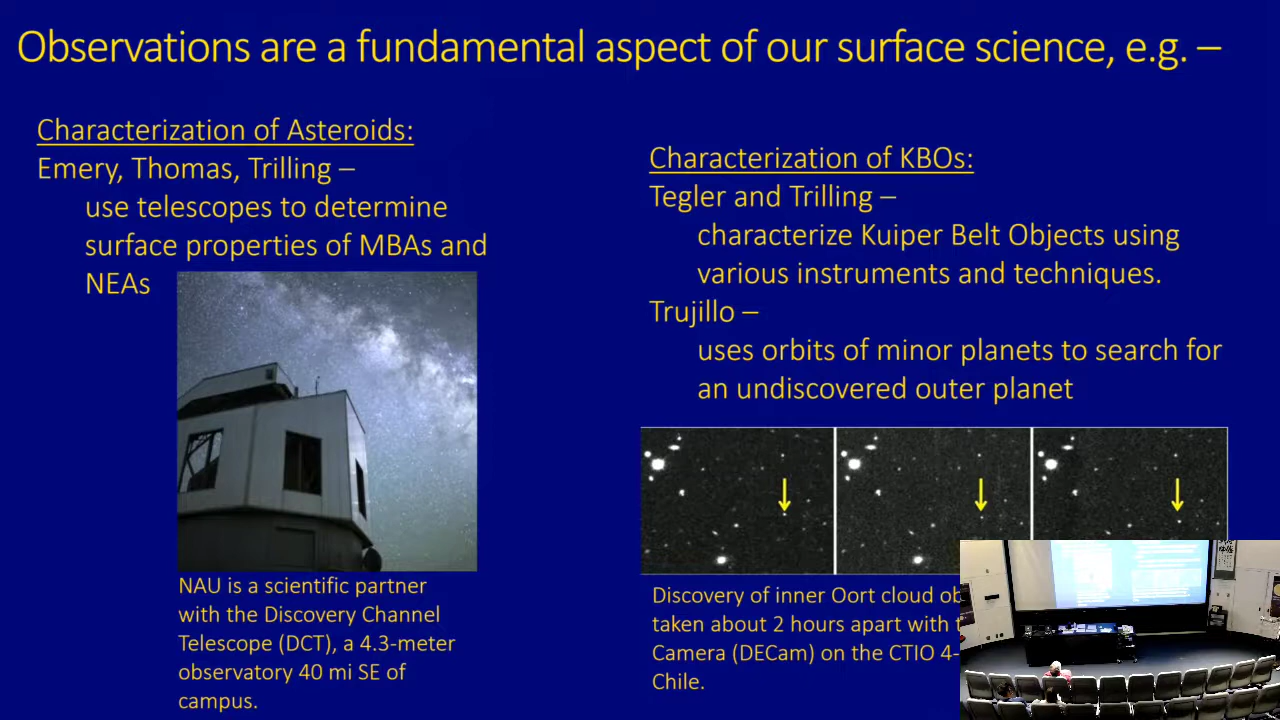 Observations are a fundamental aspect of our surface science, e.g. –
Characterization of Asteroids:
Emery, Thomas, Trilling –
use telescopes to determine
surface properties of MBAs and
NEAs
NAU is a scientific partner
with the Discovery Channel
Telescope (DCT), a 4.3-meter
observatory 40 mi SE of
campus.
Characterization of KBOs:
Tegler and Trilling –
characterize Kuiper Belt Objects using
various instruments and techniques.
Trujillo –
uses orbits of minor planets to search for
an undiscovered outer planet
Discovery of inner Oort cloud
taken about 2 hours apart with
Camera (DECam) on the CTIO 4-
Chile.